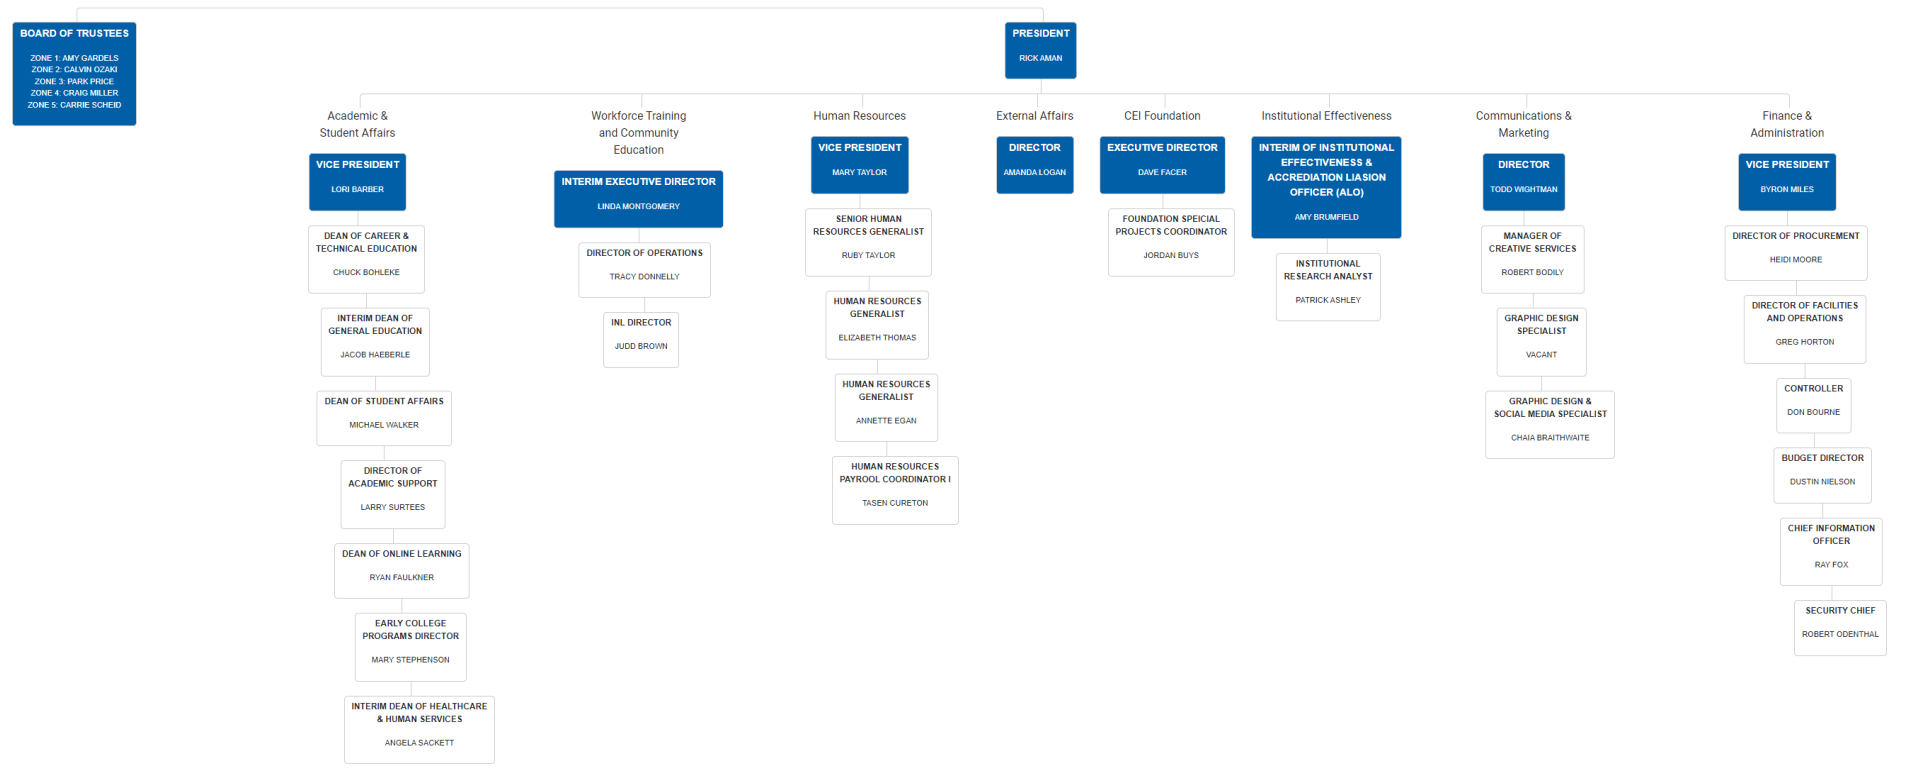 BOARD OF TRUSTEES
ZONE 1: AMY GARDELS
ZONE 2: CALVIN OZAKI
ZONE 3: PARK PRICE
ZONE 4: CRAIG MILLER
ZONE 5: CARRIE SCHEID
PRESIDENT
RICK AMAN
Academic &
Student Affairs
VICE PRESIDENT
LORI BARBER
DEAN OF CAREER &
TECHNICAL EDUCATION
CHUCK BOHLEKE
INTERIM DEAN OF
GENERAL EDUCATION
JACOB HAEBERLE
DEAN OF STUDENT AFFAIRS
MICHAEL WALKER
DIRECTOR OF
ACADEMIC SUPPORT
LARRY SURTEES
DEAN OF ONLINE LEARNING
RYAN FAULKNER
EARLY COLLEGE
PROGRAMS DIRECTOR
MARY STEPHENSON
INTERIM DEAN OF HEALTHCARE
& HUMAN SERVICES
ANGELA SACKETT
Workforce Training
and Community
Education
INTERIM EXECUTIVE DIRECTOR
LINDA MONTGOMERY
DIRECTOR OF OPERATIONS
TRACY DONNELLY
INL DIRECTOR
JUDD BROWN
Human Resources
VICE PRESIDENT
MARY TAYLOR
SENIOR HUMAN
RESOURCES GENERALIST
RUBY TAYLOR
HUMAN RESOURCES
GENERALIST
ELIZABETH THOMAS
HUMAN RESOURCES
GENERALIST
ANNETTE EGAN
HUMAN RESOURCES
PAYROOL COORDINATOR I
TASEN CURETON
External Affairs
DIRECTOR
AMANDA LOGAN
CEI Foundation
EXECUTIVE DIRECTOR
DAVE FACER
FOUNDATION SPEICIAL
PROJECTS COORDINATOR
JORDAN BUYS
Institutional Effectiveness
INTERIM OF INSTITUTIONAL
EFFECTIVENESS &
ACCREDIATION LIASION
OFFICER (ALO)
AMY BRUMFIELD
INSTITUTIONAL
RESEARCH ANALYST
PATRICK ASHLEY
Communications &
Marketing
DIRECTOR
TODD WIGHTMAN
MANAGER OF
CREATIVE SERVICES
ROBERT BODILY
GRAPHIC DESIGN
SPECIALIST
VACANT
GRAPHIC DESIGN &
SOCIAL MEDIA SPECIALIST
CHAIA BRAITHWAITE
Finance &
Administration
VICE PRESIDENT
BYRON MILES
DIRECTOR OF PROCUREMENT
HEIDI MOORE
DIRECTOR OF FACILITIES
AND OPERATIONS
GREG HORTON
CONTROLLER
DON BOURNE
BUDGET DIRECTOR
DUSTIN NIELSON
CHIEF INFORMATION
OFFICER
RAY FOX
SECURITY CHIEF
ROBERT ODENTHAL